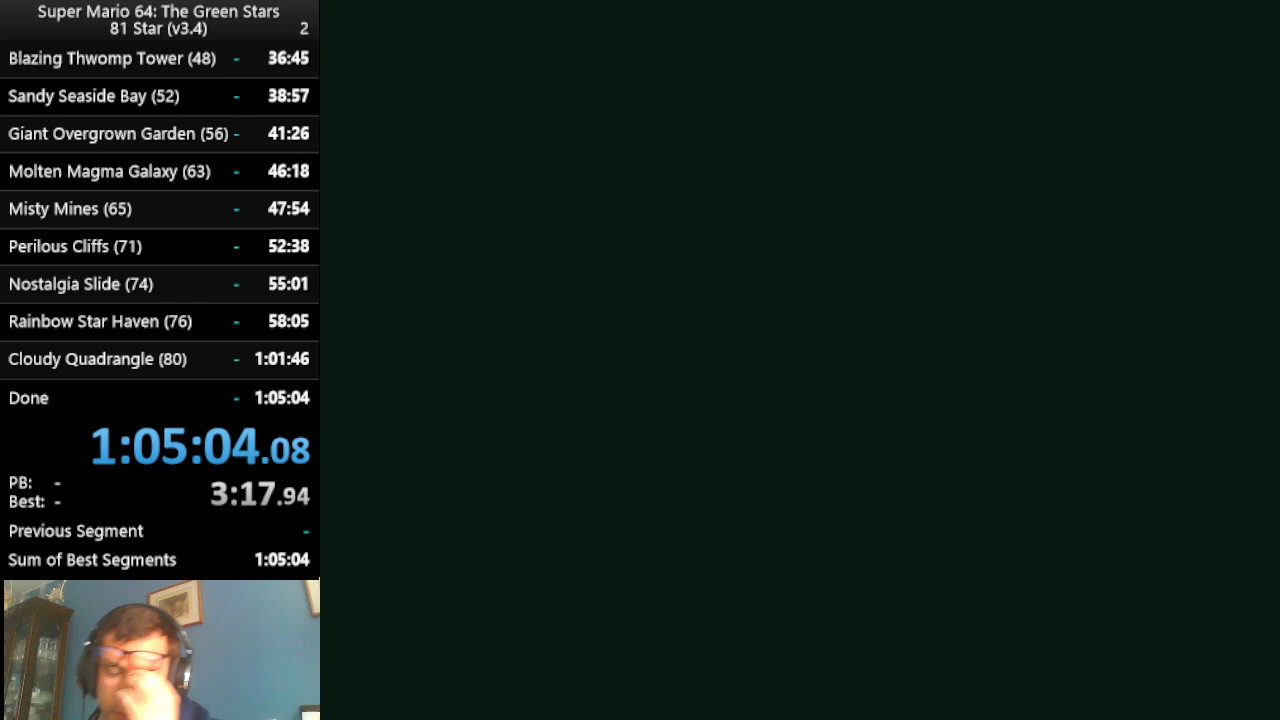 Super Mario 64: The Green Stars
81 Star (v3.4) 2
Blazing Thwomp Tower (48) - 36:45
Sandy Seaside Bay (52) - 38:57
Giant Overgrown Garden (56) - 41:26
Molten Magma Galaxy (63) - 46:18
Misty Mines (65) - 47:54
Perilous Cliffs (71) - 52:38
Nostalgia Slide (74) - 55:01
Rainbow Star Haven (76) - 58:05
Cloudy Quadrangle (80) - 1:01:46
Done - 1:05:04
1:05:04.08
PB: -
Best: - 3:17.94
Previous Segment -
Sum of Best Segments 1:05:04